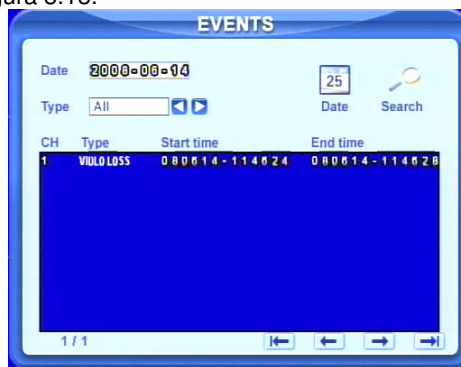 EVENTS
Date 2008-06-14
25
Type All Date Search
CH Type Start time End time
1 VIDLO LOSS 080614-114624 080614-114628
1 / 1